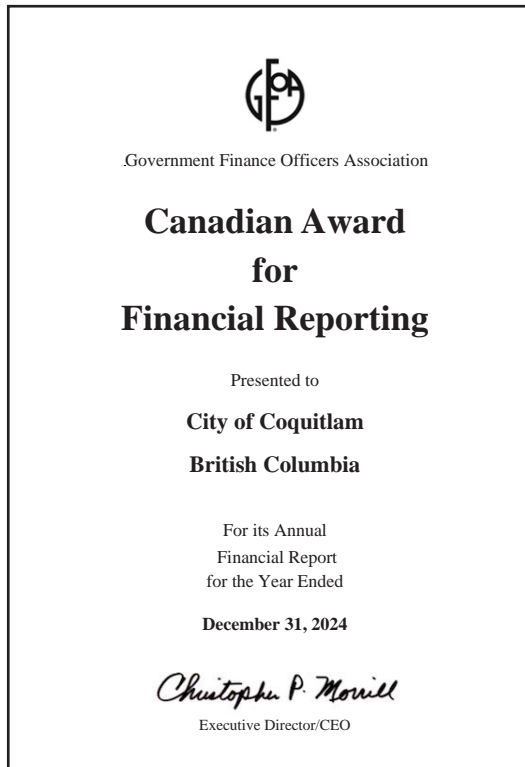 GFOA
Government Finance Officers Association
Canadian Award
for
Financial Reporting
Presented to
City of Coquitlam
British Columbia
For its Annual
Financial Report
for the Year Ended
December 31, 2024
Christopher P. Morrill
Executive Director/CEO